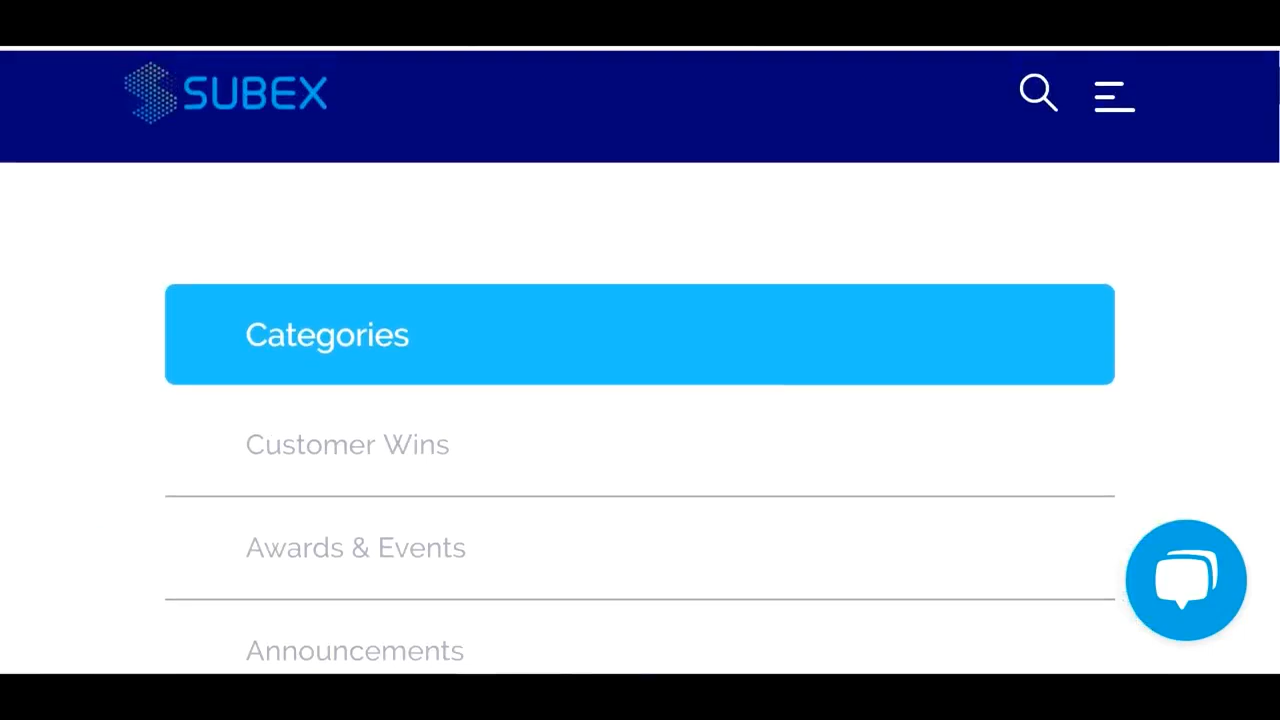 SUBEX
Categories
Customer Wins
Awards & Events
Announcements